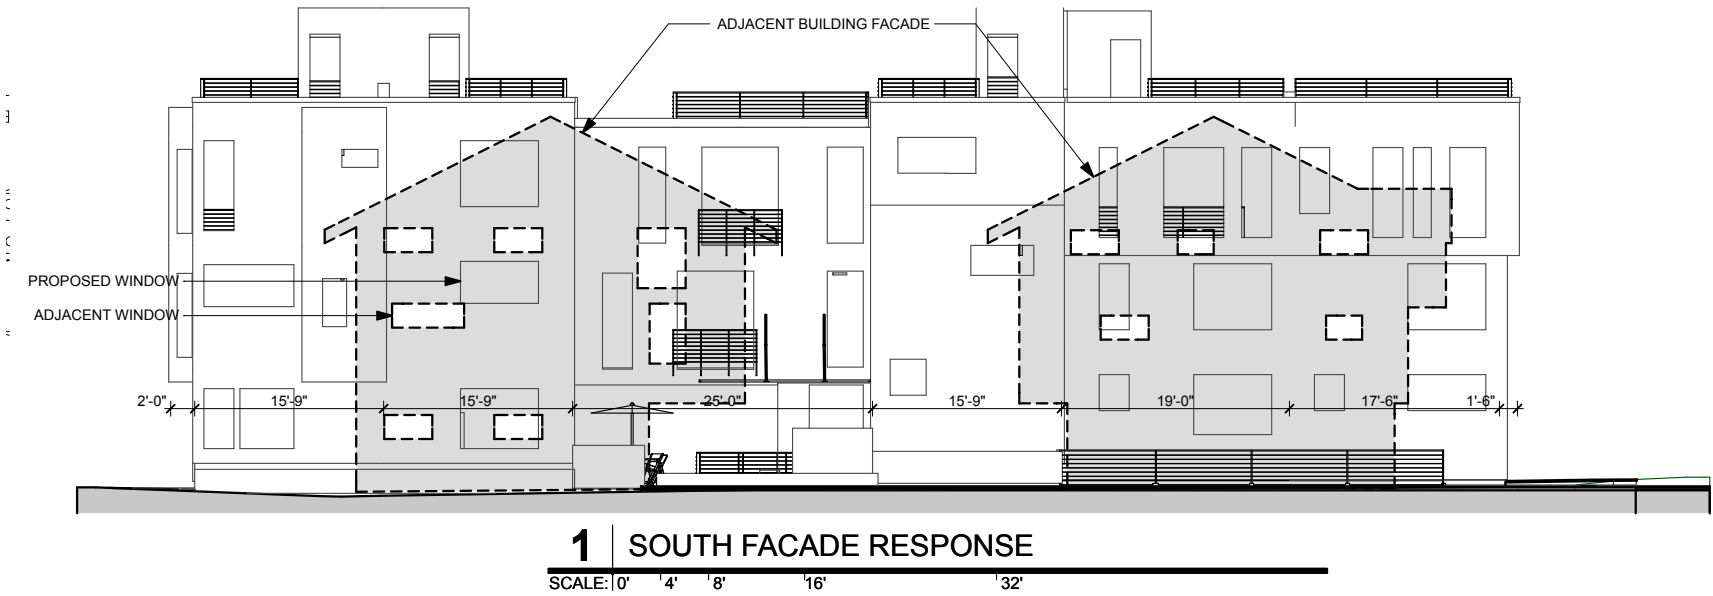 ADJACENT BUILDING FACADE
PROPOSED WINDOW
ADJACENT WINDOW
2'-0" 15'-9" 15'-9" 25'-0" 15'-9" 19'-0" 17'-6" 1'-6"
1 SOUTH FACADE RESPONSE
SCALE: 0' 4' 8' 16' 32'